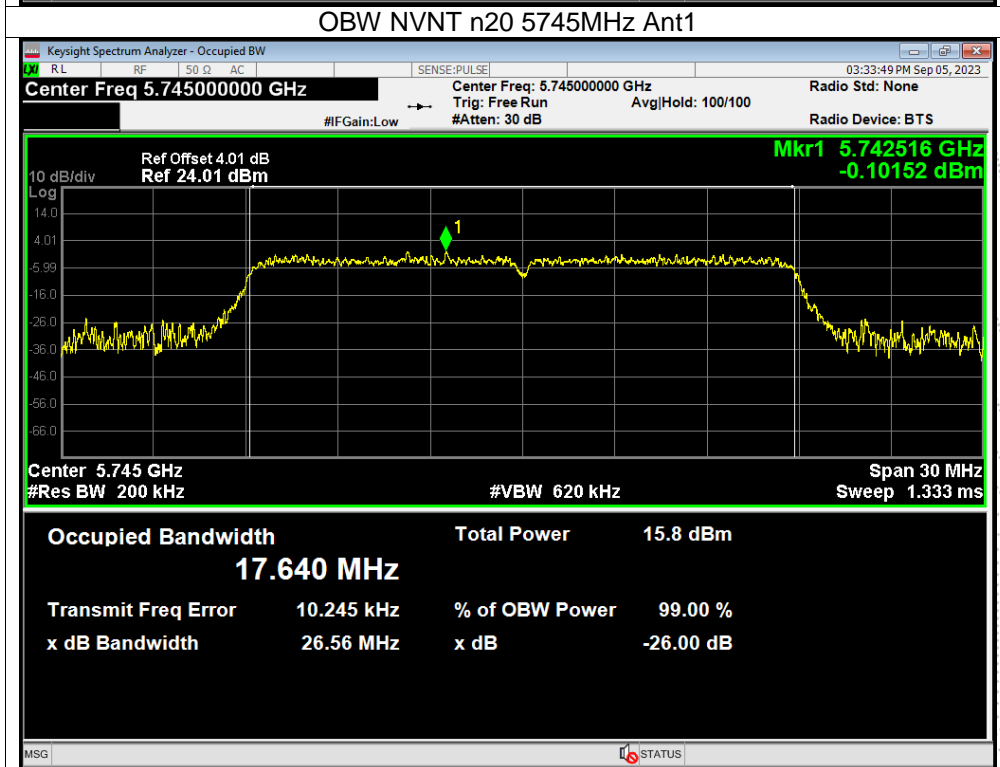 OBW NVNT n20 5745MHz Ant1
Keysight Spectrum Analyzer - Occupied BW
LXI RL RF 50 Ω AC SENSE:PULSE 03:33:49 PM Sep 05, 2023
Center Freq 5.745000000 GHz Center Freq: 5.745000000 GHz Radio Std: None
Trig: Free Run Avg|Hold: 100/100
#IFGain:Low #Atten: 30 dB Radio Device: BTS
Mkr1 5.742516 GHz
-0.10152 dBm
Ref Offset 4.01 dB
10 dB/div Ref 24.01 dBm
Log
14.0
1
4.01
-5.99
-16.0
-26.0
-36.0
-46.0
-56.0
-66.0
Center 5.745 GHz Span 30 MHz
#Res BW 200 kHz #VBW 620 kHz Sweep 1.333 ms
Occupied Bandwidth Total Power 15.8 dBm
17.640 MHz
Transmit Freq Error 10.245 kHz % of OBW Power 99.00 %
x dB Bandwidth 26.56 MHz x dB -26.00 dB
MSG STATUS